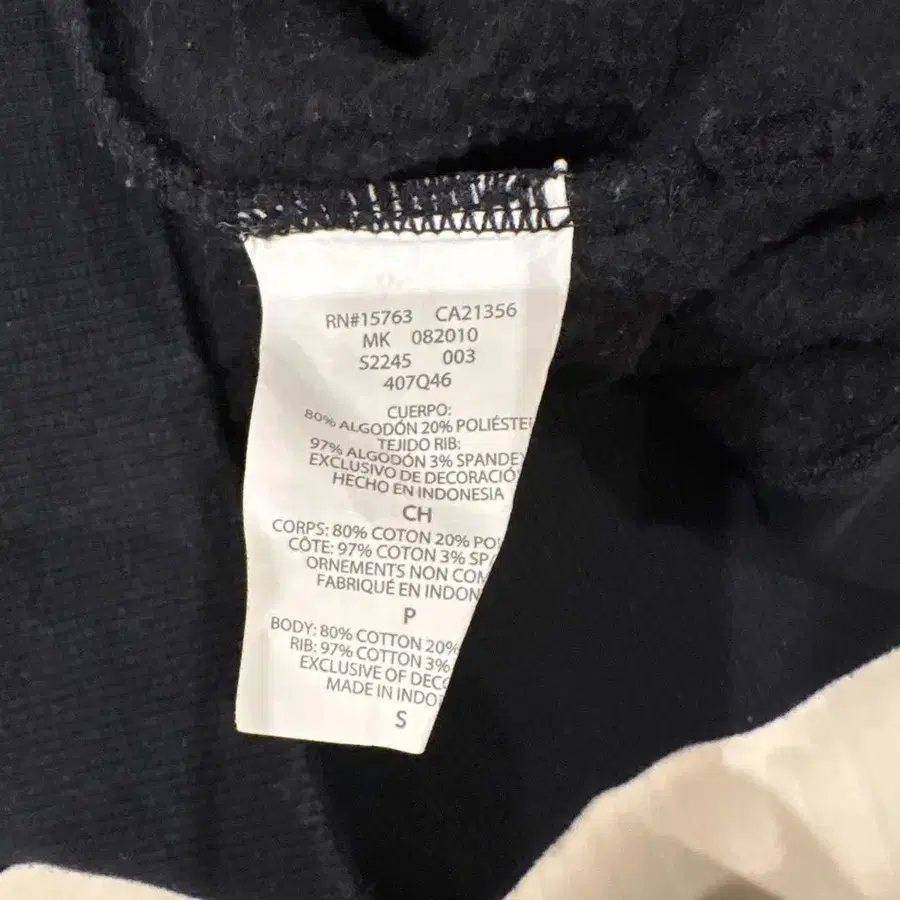 RN#15763 CA21356
MK 082010
S2245 003
407Q46
CUERPO:
80% ALGODÓN 20% POLIÉSTE
TEJIDO RIB:
97% ALGODÓN 3% SPANDE
EXCLUSIVO DE DECORACIÓ
HECHO EN INDONESIA
CH
CORPS: 80% COTON 20% PO
CÔTE: 97% COTON 3% SP
ORNEMENTS NON COM
FABRIQUÉ EN INDON
P
BODY: 80% COTTON 20%
RIB: 97% COTTON 3%
EXCLUSIVE OF DEC
MADE IN INDO
S